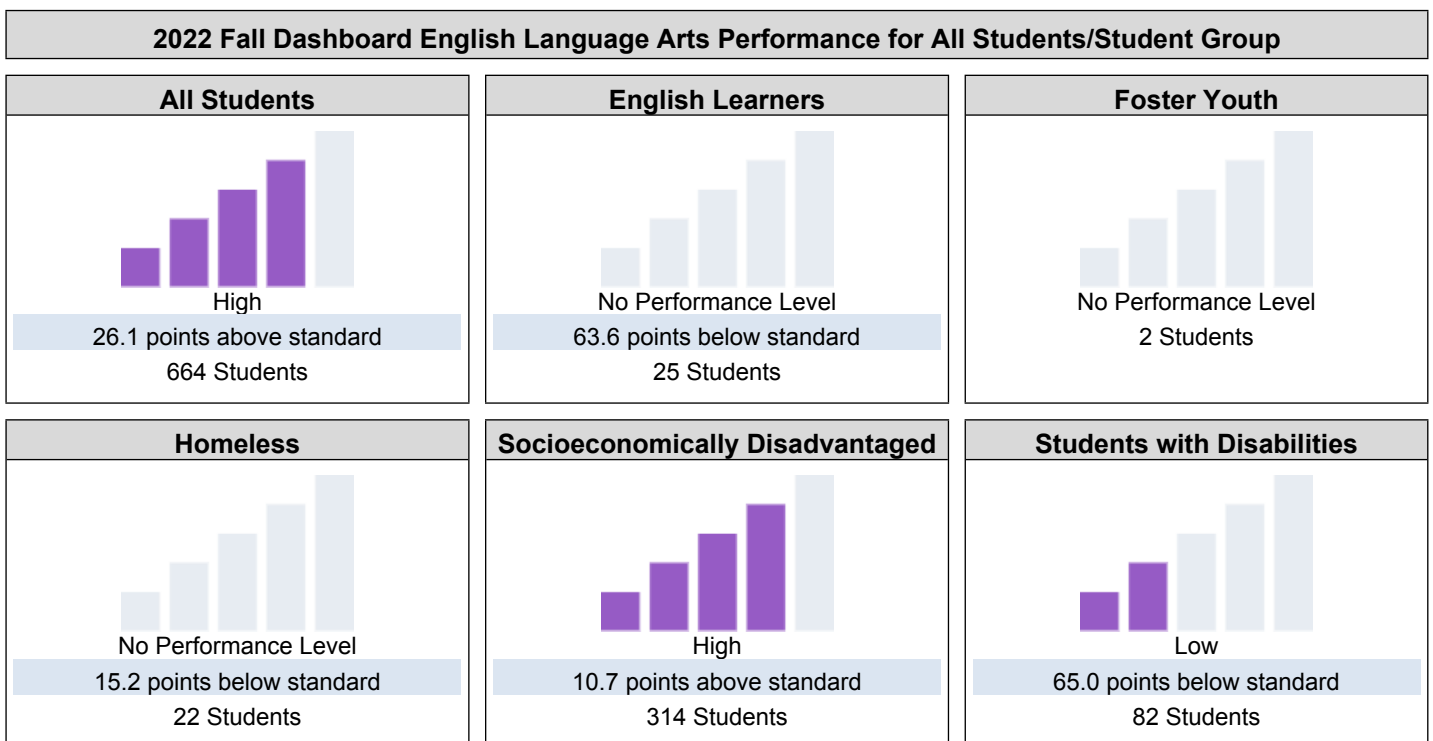 2022 Fall Dashboard English Language Arts Performance for All Students/Student Group
All Students
High
26.1 points above standard
664 Students
English Learners
No Performance Level
63.6 points below standard
25 Students
Foster Youth
No Performance Level
2 Students
Homeless
No Performance Level
15.2 points below standard
22 Students
Socioeconomically Disadvantaged
High
10.7 points above standard
314 Students
Students with Disabilities
Low
65.0 points below standard
82 Students